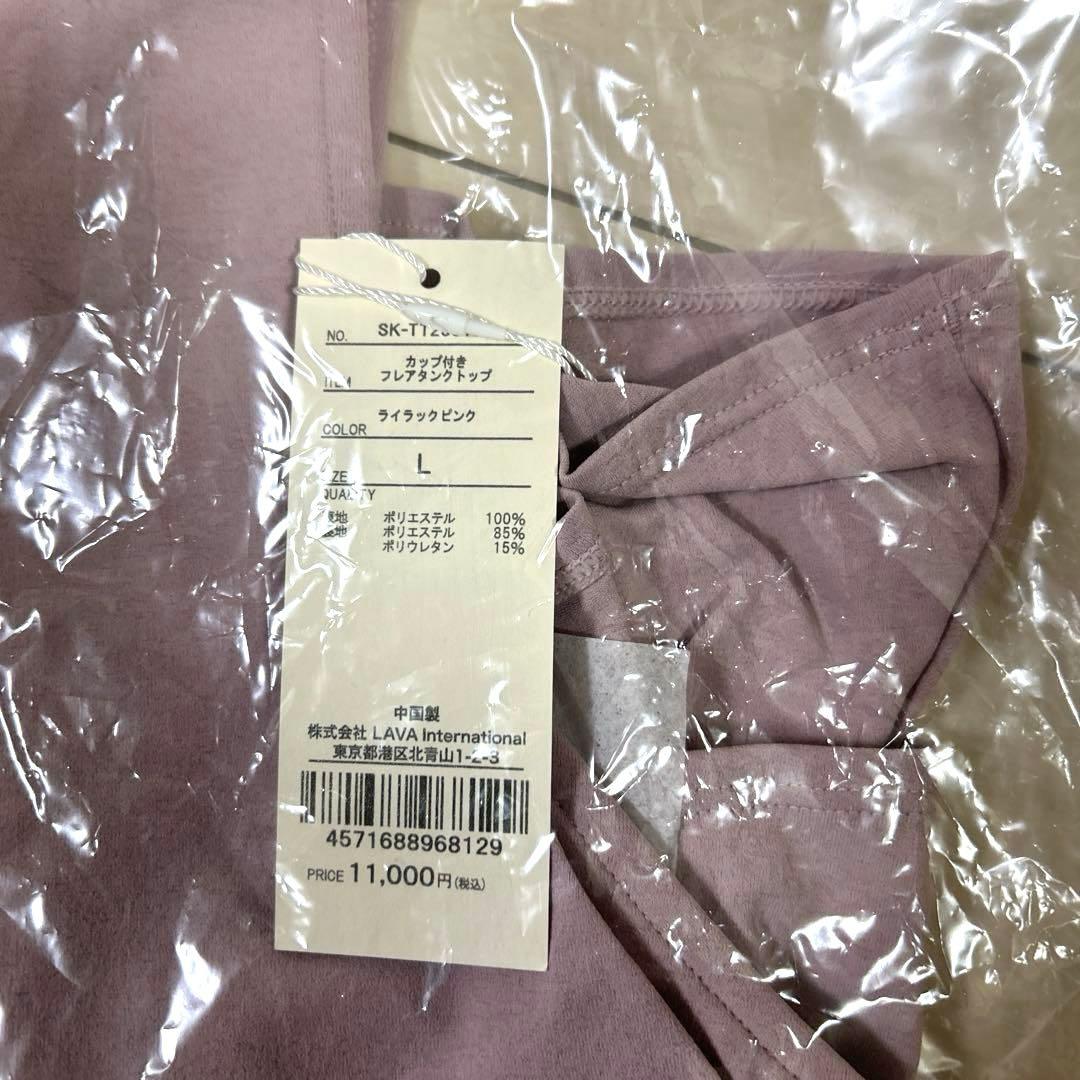 NO. SK-T12
カップ付き
ITEM フレアタンクトップ
COLOR ライラックピンク
SIZE L
QUALITY
ポリエステル 100%
ポリエステル 85%
ポリウレタン 15%
中国製
株式会社 LAVA International
東京都港区北青山1-2-3
4571688968129
PRICE 11,000円(税込)